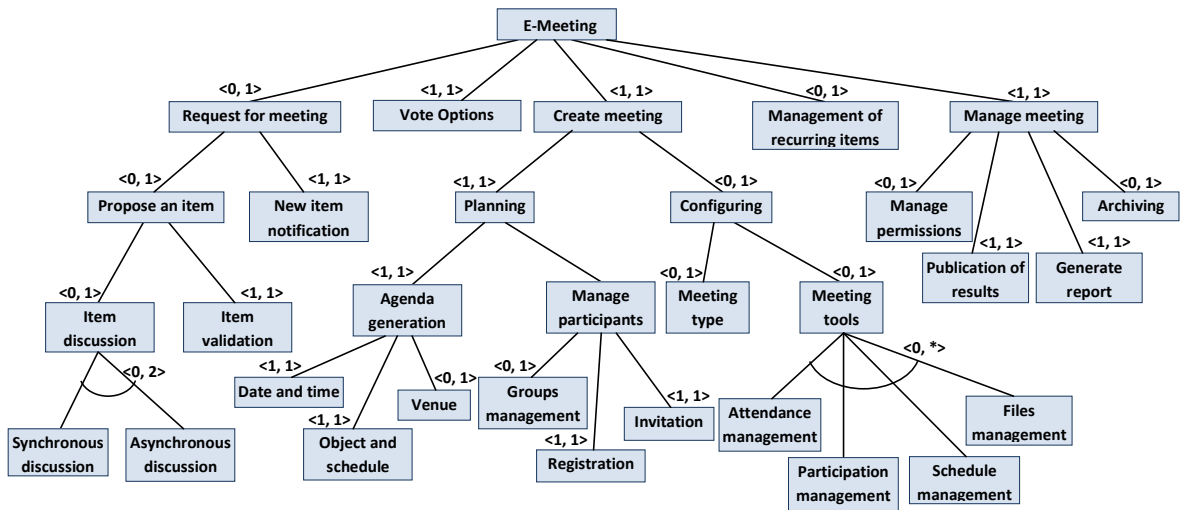 E-Meeting
<0, 1>
<1, 1>
<1, 1>
<0, 1>
<1, 1>
Request for meeting
Vote Options
Create meeting
Management of
recurring items
Manage meeting
<0, 1>
<1, 1>
<1, 1>
<0, 1>
<0, 1>
<0, 1>
Propose an item
New item
notification
Planning
Configuring
Manage
permissions
Archiving
<0, 1>
<1, 1>
<1, 1>
<0, 1>
<0, 1>
<1, 1>
<1, 1>
Item
discussion
Item
validation
Agenda
generation
Manage
participants
Meeting
type
Meeting
tools
Publication of
results
Generate
report
<0, 2>
<1, 1>
<0, 1>
<0, 1>
<1, 1>
<0, *>
Date and time
Venue
Groups
management
Invitation
Attendance
management
Files
management
<1, 1>
<1, 1>
Synchronous
discussion
Asynchronous
discussion
Object and
schedule
Registration
Participation
management
Schedule
management